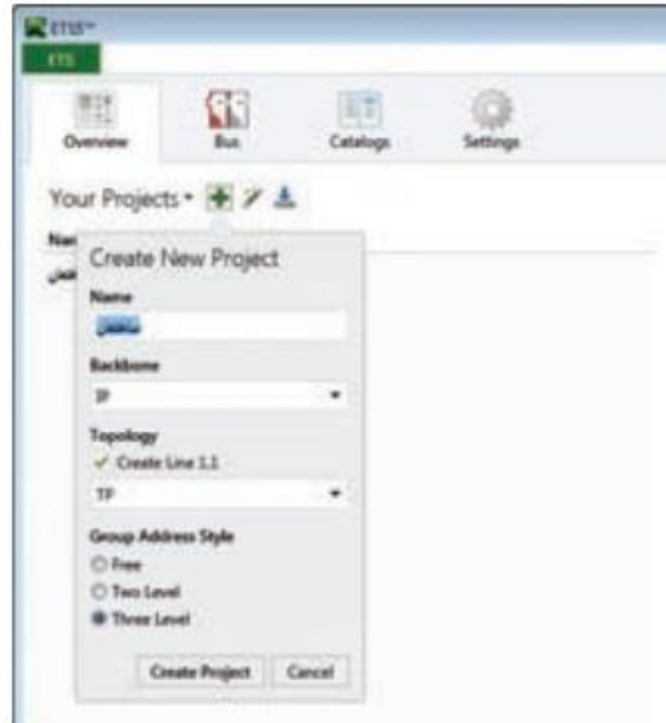 ETS5™
ETS
Overview
Bus
Catalogs
Settings
Your Projects
Create New Project
Name
ساختمان
Backbone
IP
Topology
Create Line 1.1
TP
Group Address Style
Free
Two Level
Three Level
Create Project
Cancel